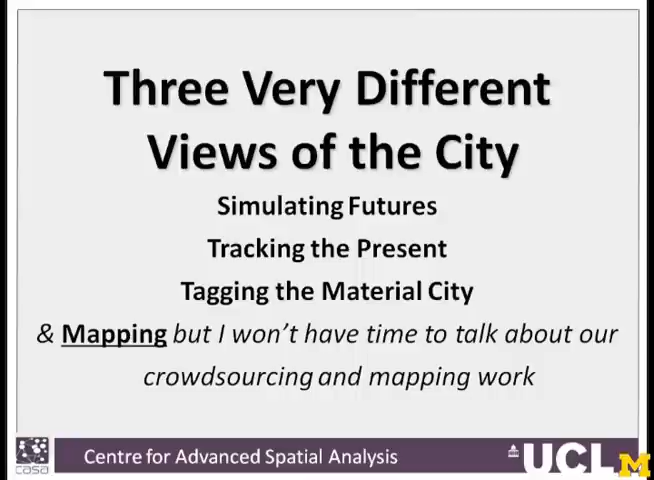 Three Very Different
Views of the City
Simulating Futures
Tracking the Present
Tagging the Material City
& Mapping but I won't have time to talk about our
crowdsourcing and mapping work
casa
Centre for Advanced Spatial Analysis
UCL
M